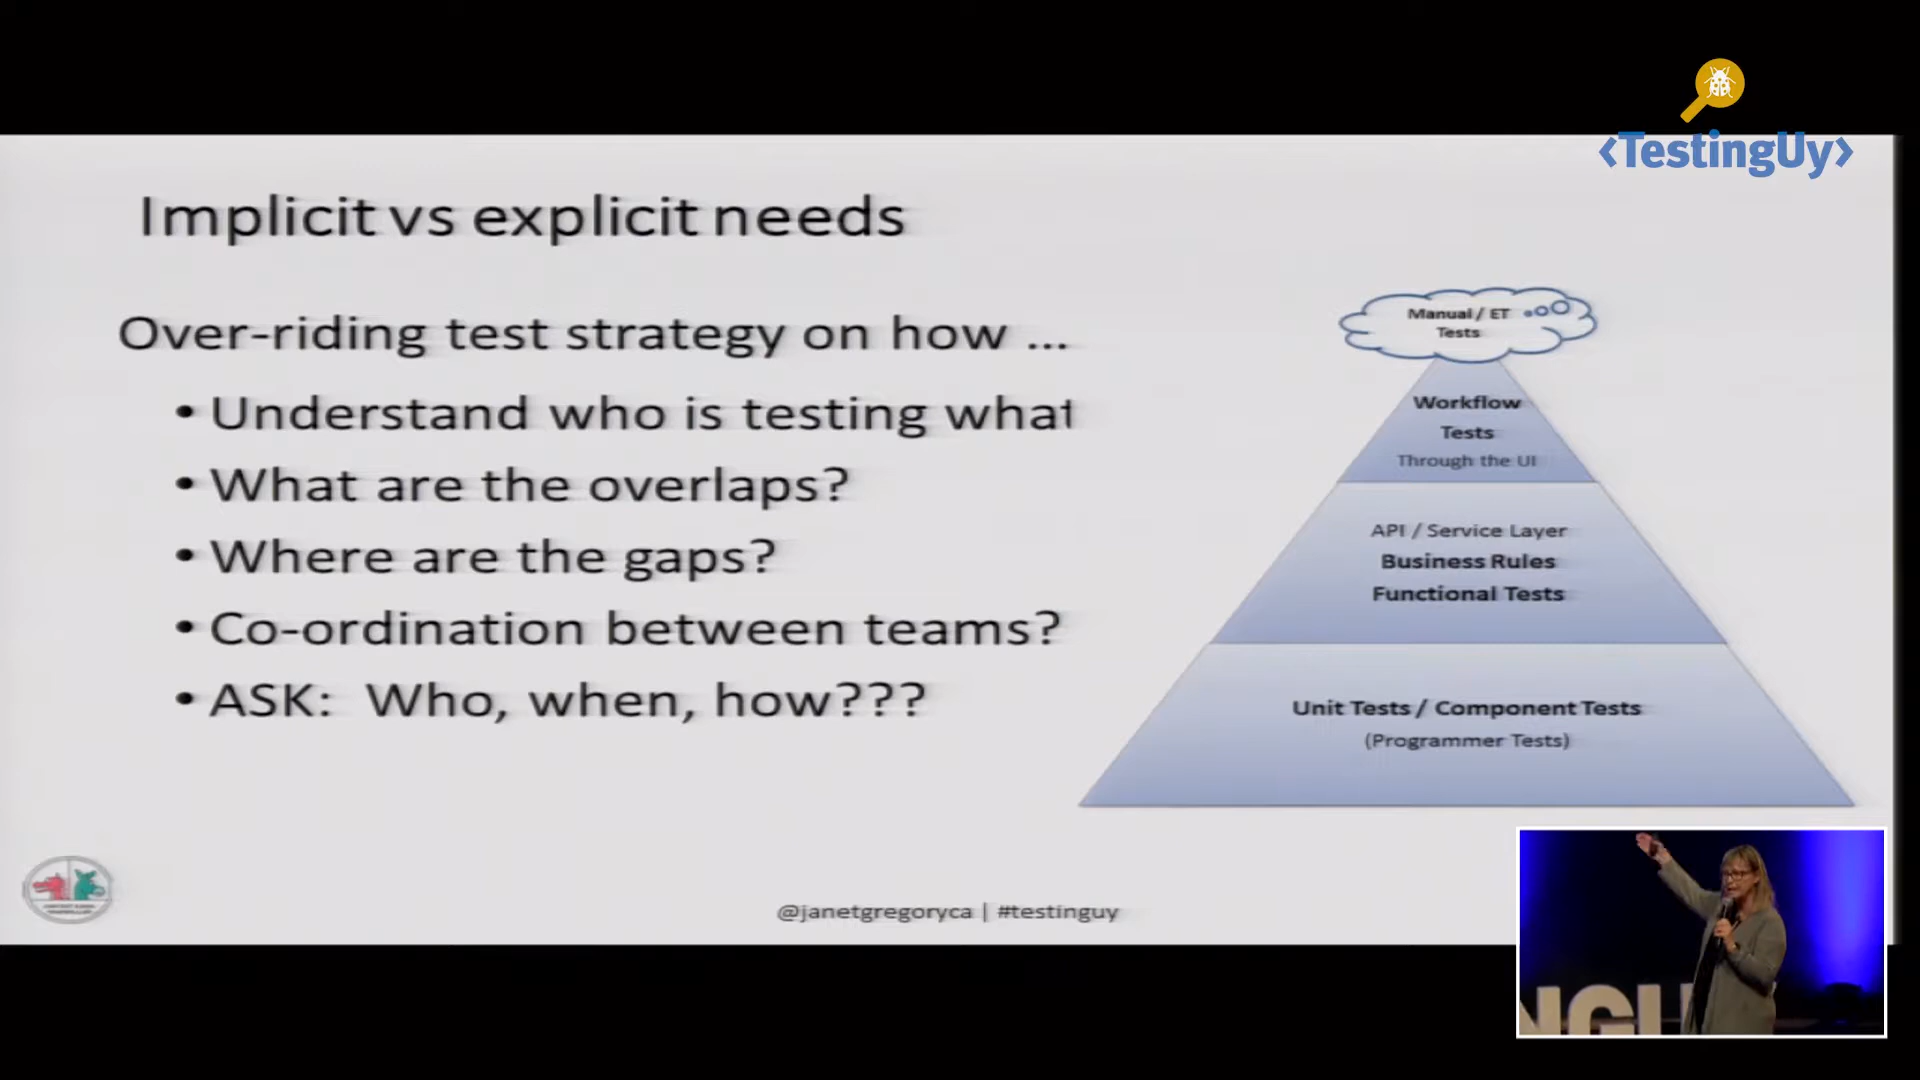 <TestingUy>
Implicit vs explicit needs
Over-riding test strategy on how ...
• Understand who is testing what
• What are the overlaps?
• Where are the gaps?
• Co-ordination between teams?
• ASK: Who, when, how???
Manual / ET
Tests
Workflow
Tests
Through the UI
API / Service Layer
Business Rules
Functional Tests
Unit Tests / Component Tests
(Programmer Tests)
@janetgregoryca | #testinguy
NGU